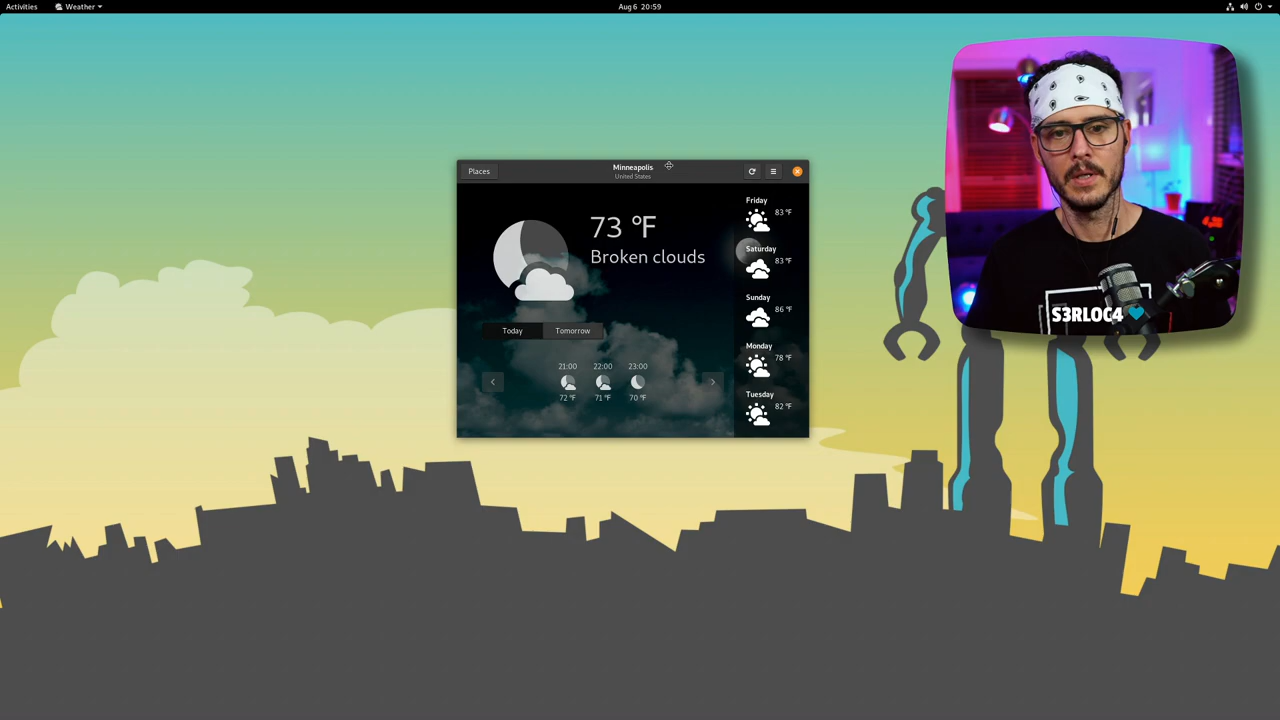 Activities
Weather
Aug 6 20:59
Places
Minneapolis
United States
73 °F
Broken clouds
Today
Tomorrow
21:00
22:00
23:00
72 °F
71 °F
70 °F
Friday
83 °F
Saturday
83 °F
Sunday
86 °F
Monday
78 °F
Tuesday
82 °F
S3RLOC4